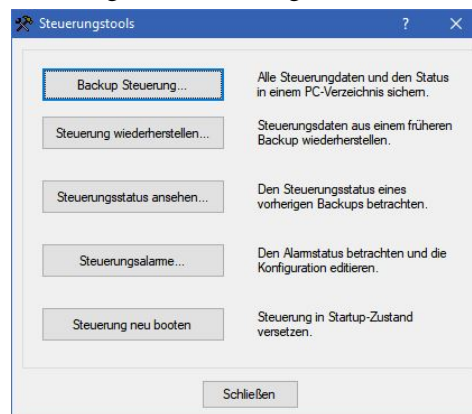 Steuerungstools ? ×
Backup Steuerung...
Alle Steuerungdaten und den Status
in einem PC-Verzeichnis sichern.
Steuerung wiederherstellen...
Steuerungsdaten aus einem früheren
Backup wiederherstellen.
Steuerungsstatus ansehen...
Den Steuerungsstatus eines
vorherigen Backups betrachten.
Steuerungsalarme...
Den Alarmstatus betrachten und die
Konfiguration editieren.
Steuerung neu booten
Steuerung in Startup-Zustand
versetzen.
Schließen